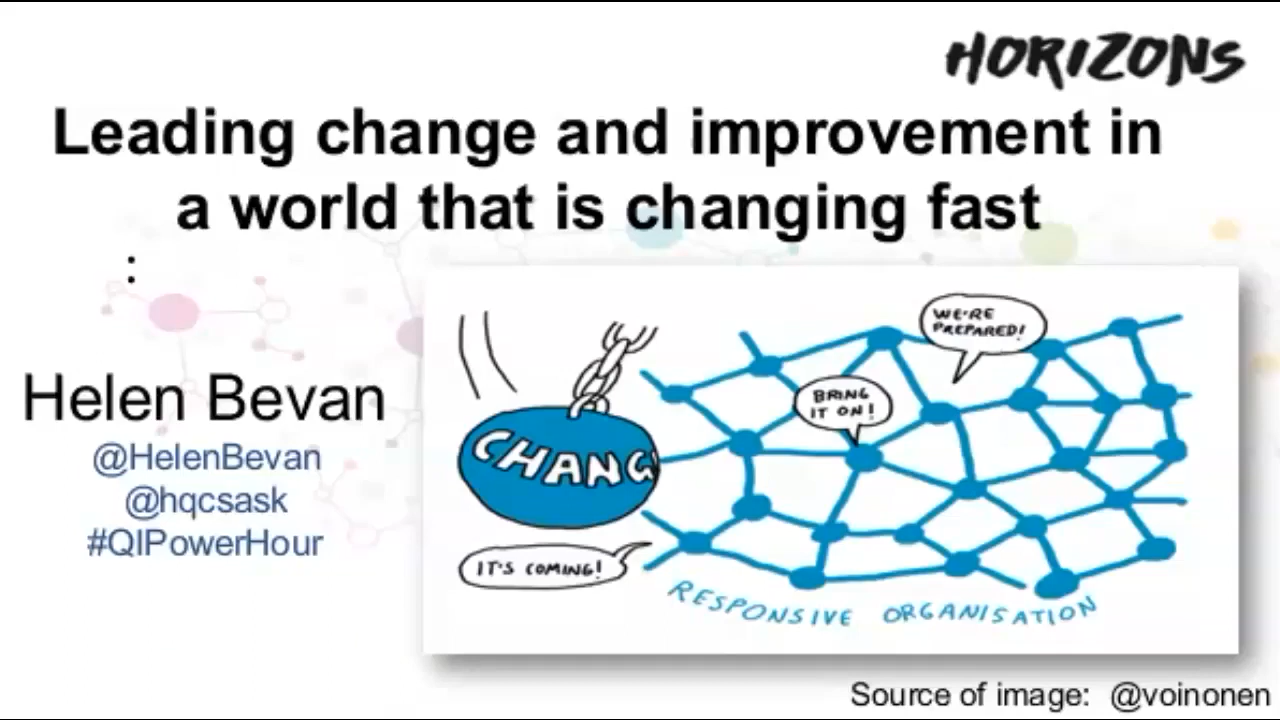 HORIZONS
Leading change and improvement in
a world that is changing fast
:
Helen Bevan
@HelenBevan
@hqcsask
#QIPowerHour
WE'RE
PREPARED!
BRING
IT ON!
CHANG
IT'S COMING!
RESPONSIVE ORGANISATION
Source of image: @voinonen